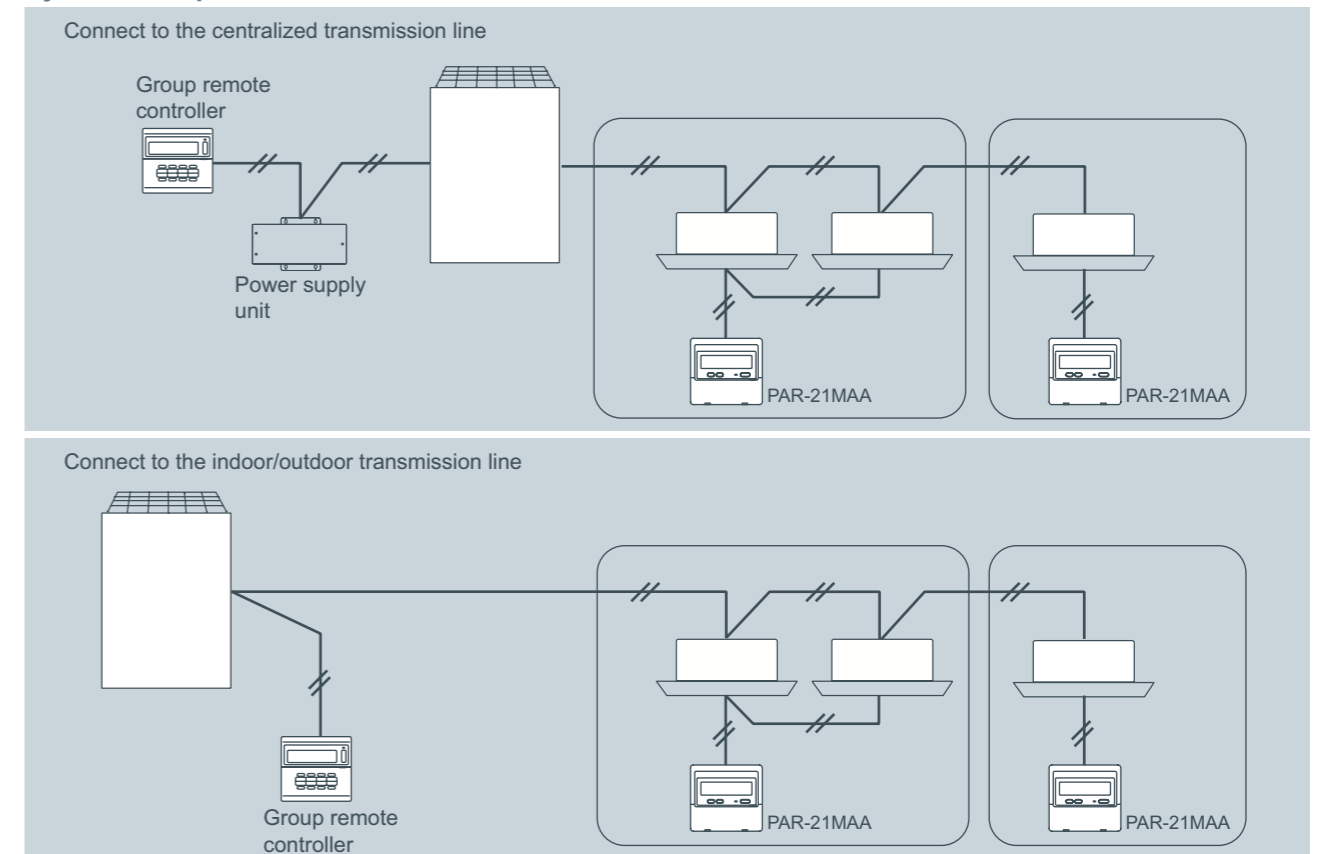 Connect to the centralized transmission line
Group remote
controller
Power supply
unit
PAR-21MAA
PAR-21MAA
Connect to the indoor/outdoor transmission line
Group remote
controller
PAR-21MAA
PAR-21MAA